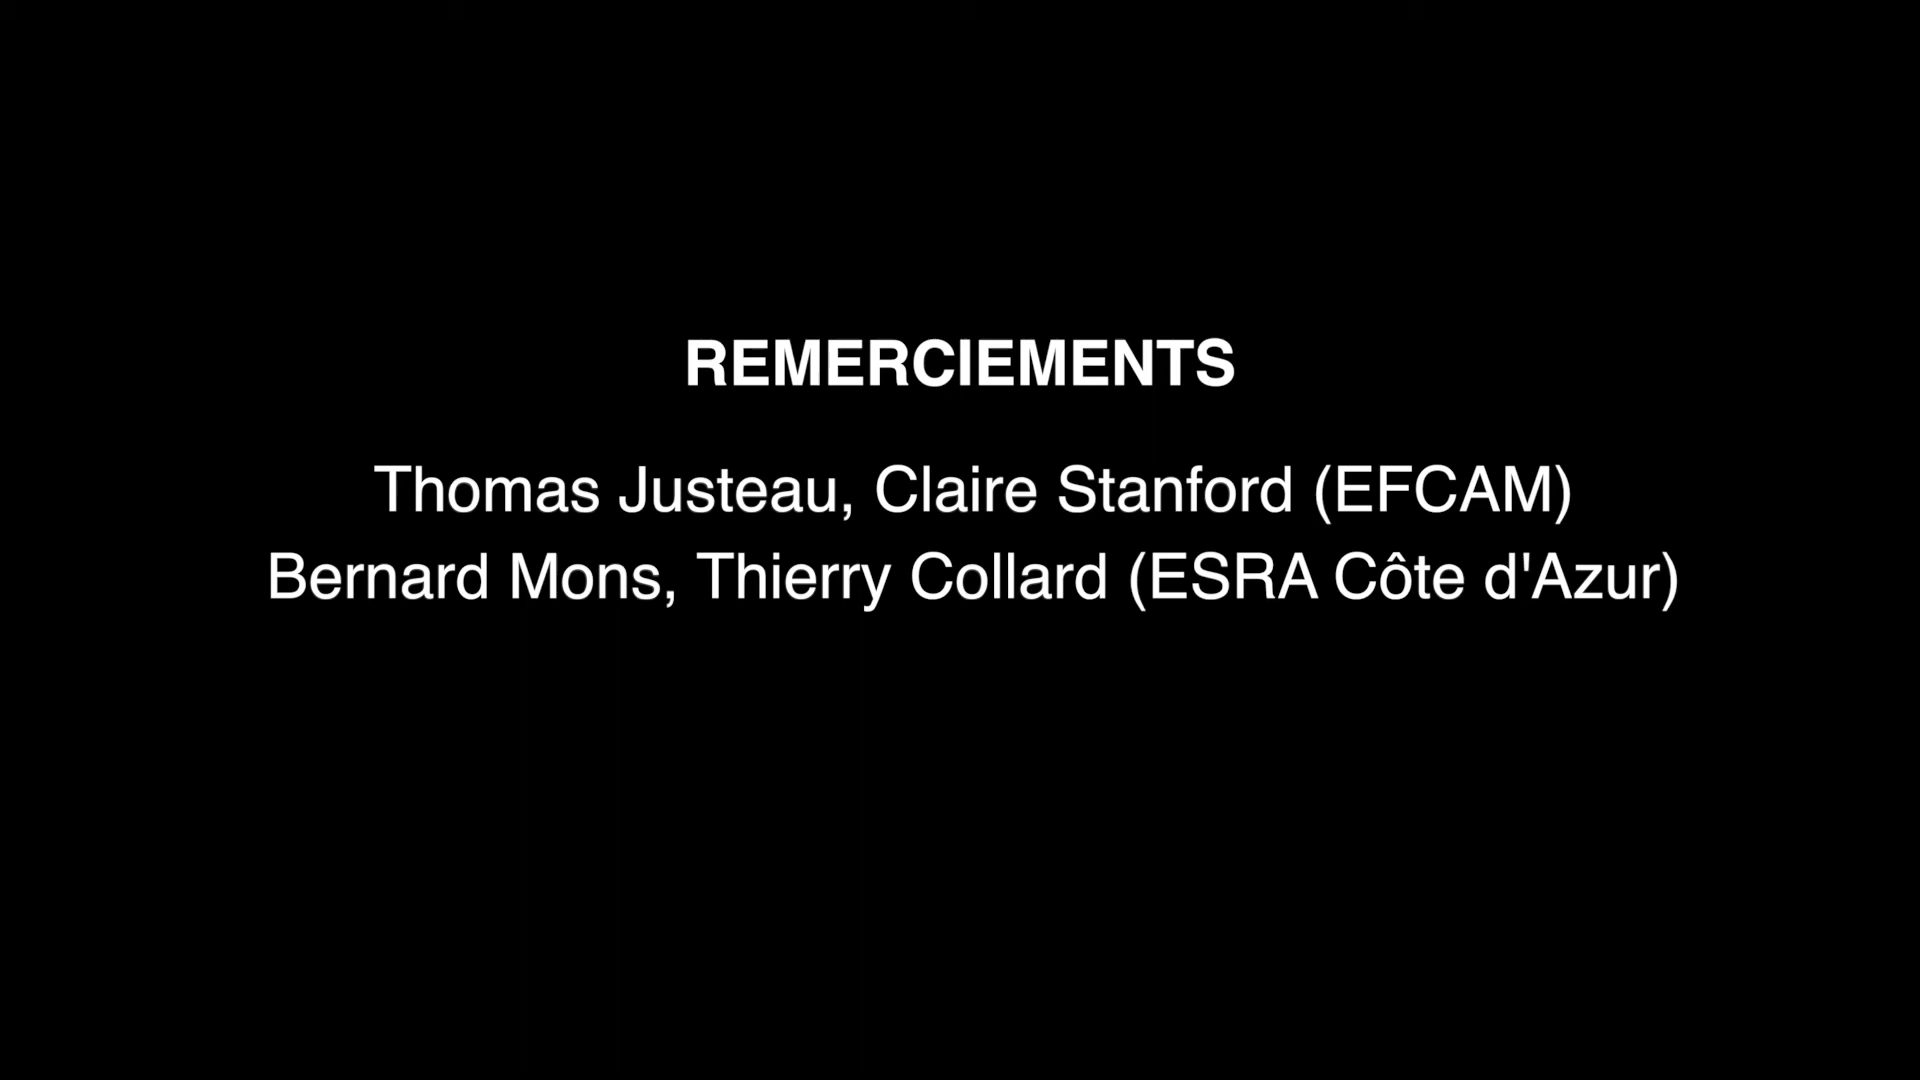 REMERCIEMENTS
Thomas Justeau, Claire Stanford (EFCAM)
Bernard Mons, Thierry Collard (ESRA Côte d'Azur)